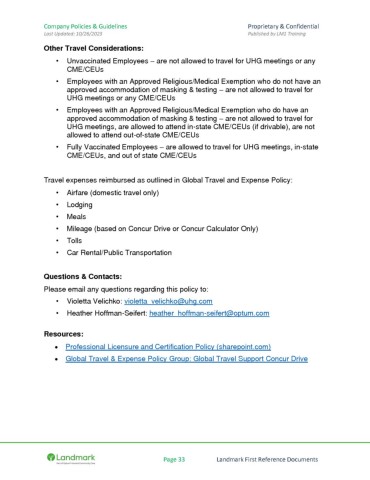 Company Policies & Guidelines Proprietary & Confidential
Last Updated: 10/28/2020 Published by LMS Training
Other Travel Considerations:
• Unvaccinated Employees – are not allowed to travel for UHG meetings or any
CME/CEUs
• Employees with an Approved Religious/Medical Exemption who do not have an
approved accommodation of masking & testing – are not allowed to travel for
UHG meetings or any CME/CEUs
• Employees with an Approved Religious/Medical Exemption who do have an
approved accommodation of masking & testing – are not allowed to travel for
UHG meetings, are allowed to attend in-state CME/CEUs (if drivable), are not
allowed to attend out-of-state CME/CEUs
• Fully Vaccinated Employees – are allowed to travel for UHG meetings, in-state
CME/CEUs, and out of state CME/CEUs
Travel expenses reimbursed as outlined in Global Travel and Expense Policy:
• Airfare (domestic travel only)
• Lodging
• Meals
• Mileage (based on Concur Drive or Concur Calculator Only)
• Tolls
• Car Rental/Public Transportation
Questions & Contacts:
Please email any questions regarding this policy to:
• Violetta Velichko: violetta_velichko@uhg.com
• Heather Hoffman-Seifert: heather_hoffman-seifert@optum.com
Resources:
• Professional Licensure and Certification Policy (sharepoint.com)
• Global Travel & Expense Policy Group: Global Travel Support Concur Drive
Landmark Page 33 Landmark First Reference Documents